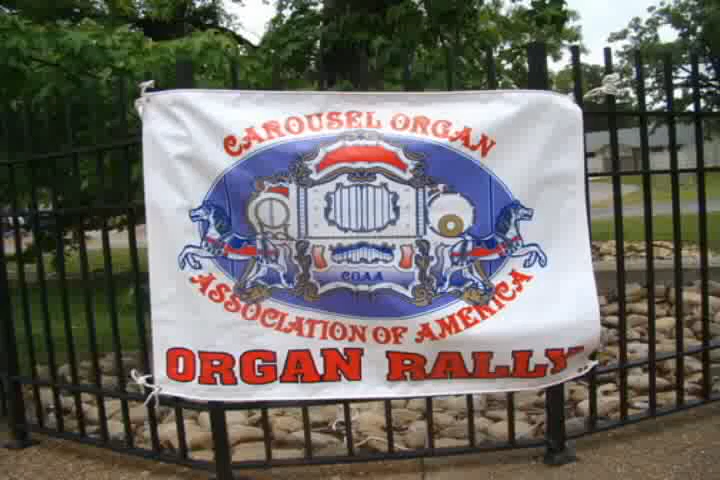 CAROUSEL ORGAN
COAA
ASSOCIATION OF AMERICA
ORGAN RALLY